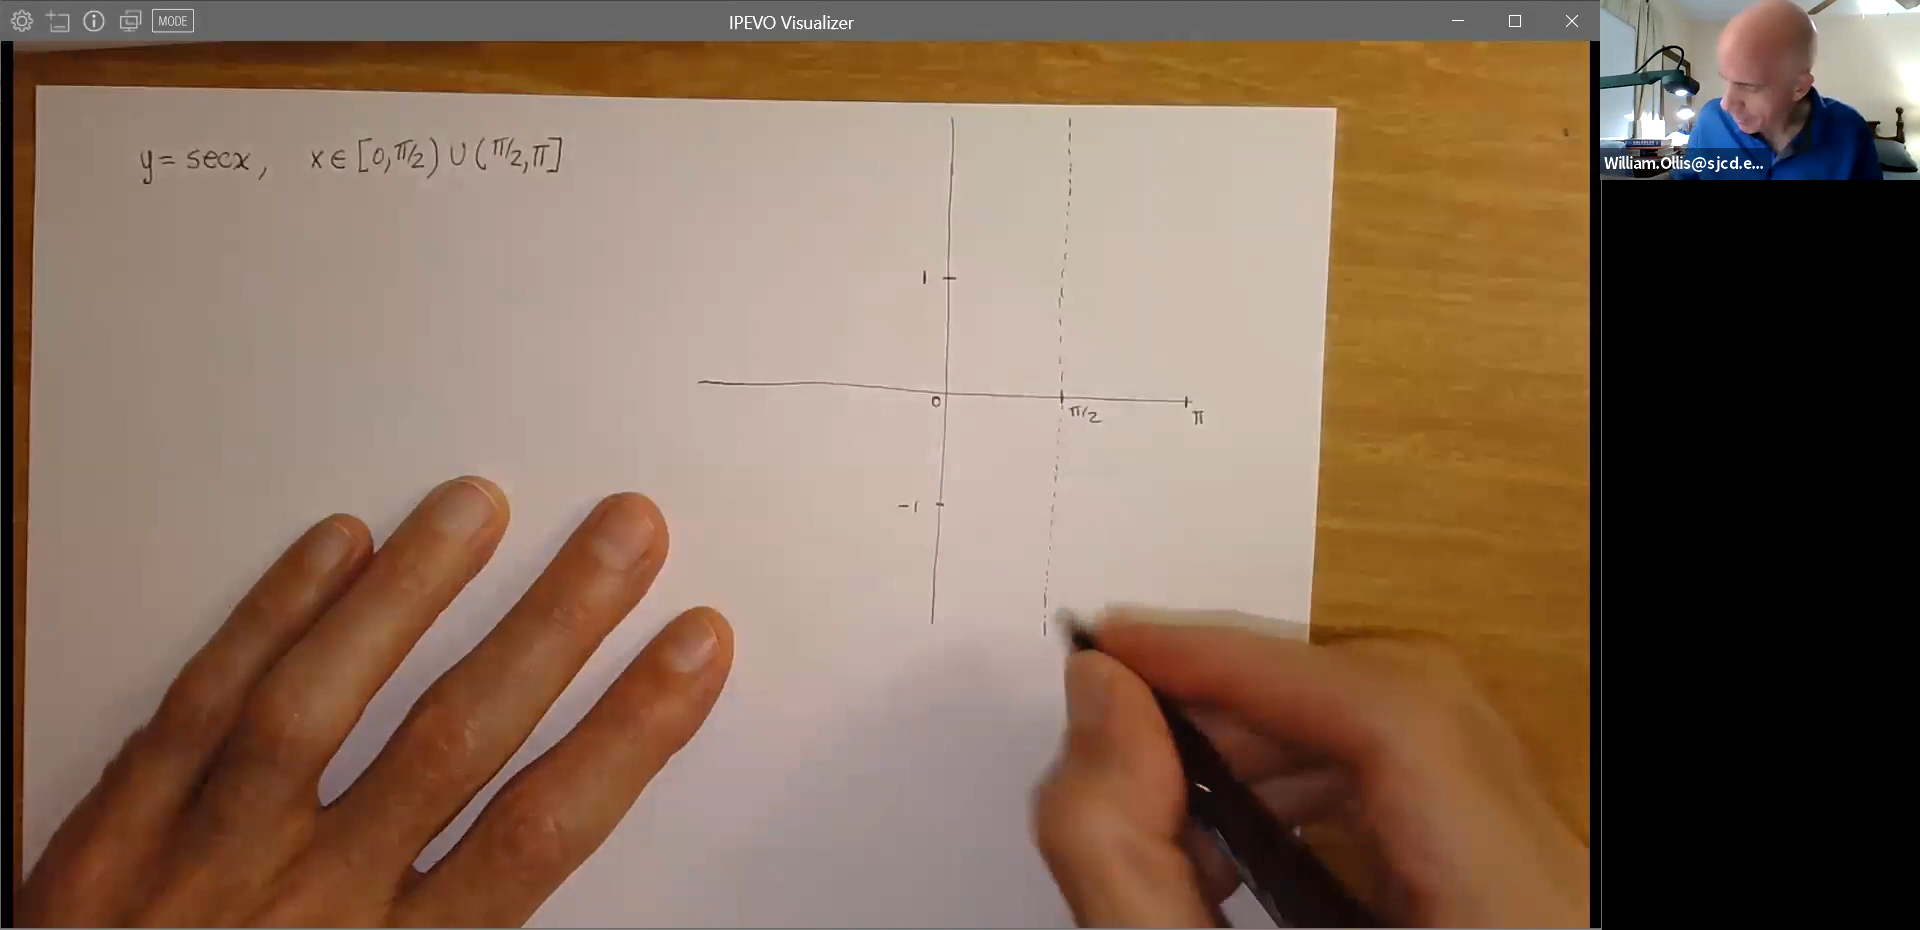 MODE
IPEVO Visualizer
y = secx, x ∈ [0, π/2) ∪ (π/2, π]
1
0
π/2
π
-1
William.Ollis@sjcd.e...